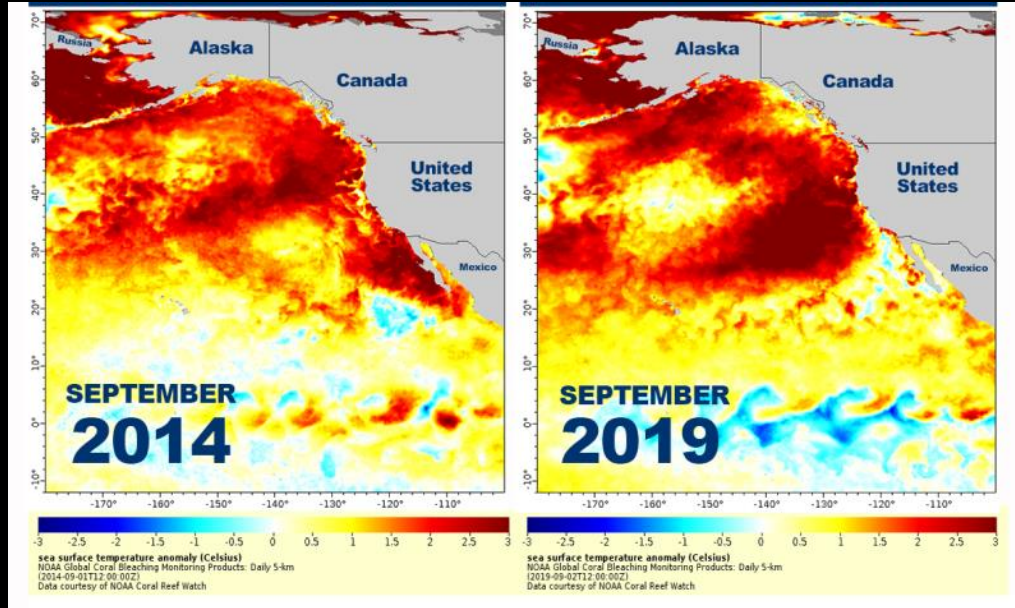 Russia
Alaska
Canada
United
States
Mexico
SEPTEMBER
2014
70°
60°
50°
40°
30°
20°
10°
0°
-10°
-170° -160° -150° -140° -130° -120° -110°
-3 -2.5 -2 -1.5 -1 -0.5 0 0.5 1 1.5 2 2.5 3
sea surface temperature anomaly (Celsius)
NOAA Global Coral Bleaching Monitoring Products: Daily 5-km
(2014-09-01T12:00:00Z)
Data courtesy of NOAA Coral Reef Watch
Russia
Alaska
Canada
United
States
Mexico
SEPTEMBER
2019
70°
60°
50°
40°
30°
20°
10°
0°
-10°
-170° -160° -150° -140° -130° -120° -110°
-3 -2.5 -2 -1.5 -1 -0.5 0 0.5 1 1.5 2 2.5 3
sea surface temperature anomaly (Celsius)
NOAA Global Coral Bleaching Monitoring Products: Daily 5-km
(2019-09-02T12:00:00Z)
Data courtesy of NOAA Coral Reef Watch